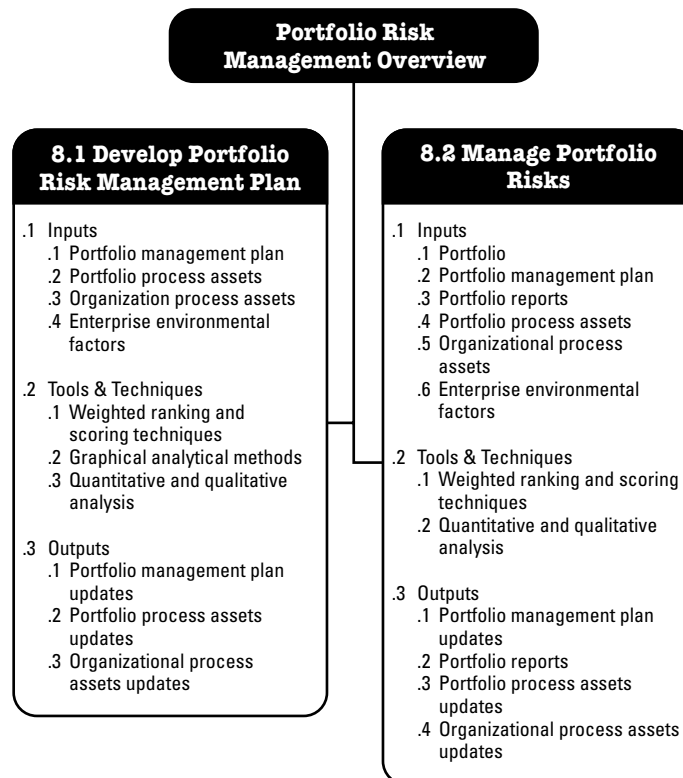 Portfolio Risk
Management Overview
8.1 Develop Portfolio
Risk Management Plan
.1 Inputs
.1 Portfolio management plan
.2 Portfolio process assets
.3 Organization process assets
.4 Enterprise environmental
factors
.2 Tools & Techniques
.1 Weighted ranking and
scoring techniques
.2 Graphical analytical methods
.3 Quantitative and qualitative
analysis
.3 Outputs
.1 Portfolio management plan
updates
.2 Portfolio process assets
updates
.3 Organizational process
assets updates
8.2 Manage Portfolio
Risks
.1 Inputs
.1 Portfolio
.2 Portfolio management plan
.3 Portfolio reports
.4 Portfolio process assets
.5 Organizational process
assets
.6 Enterprise environmental
factors
.2 Tools & Techniques
.1 Weighted ranking and scoring
techniques
.2 Quantitative and qualitative
analysis
.3 Outputs
.1 Portfolio management plan
updates
.2 Portfolio reports
.3 Portfolio process assets
updates
.4 Organizational process assets
updates